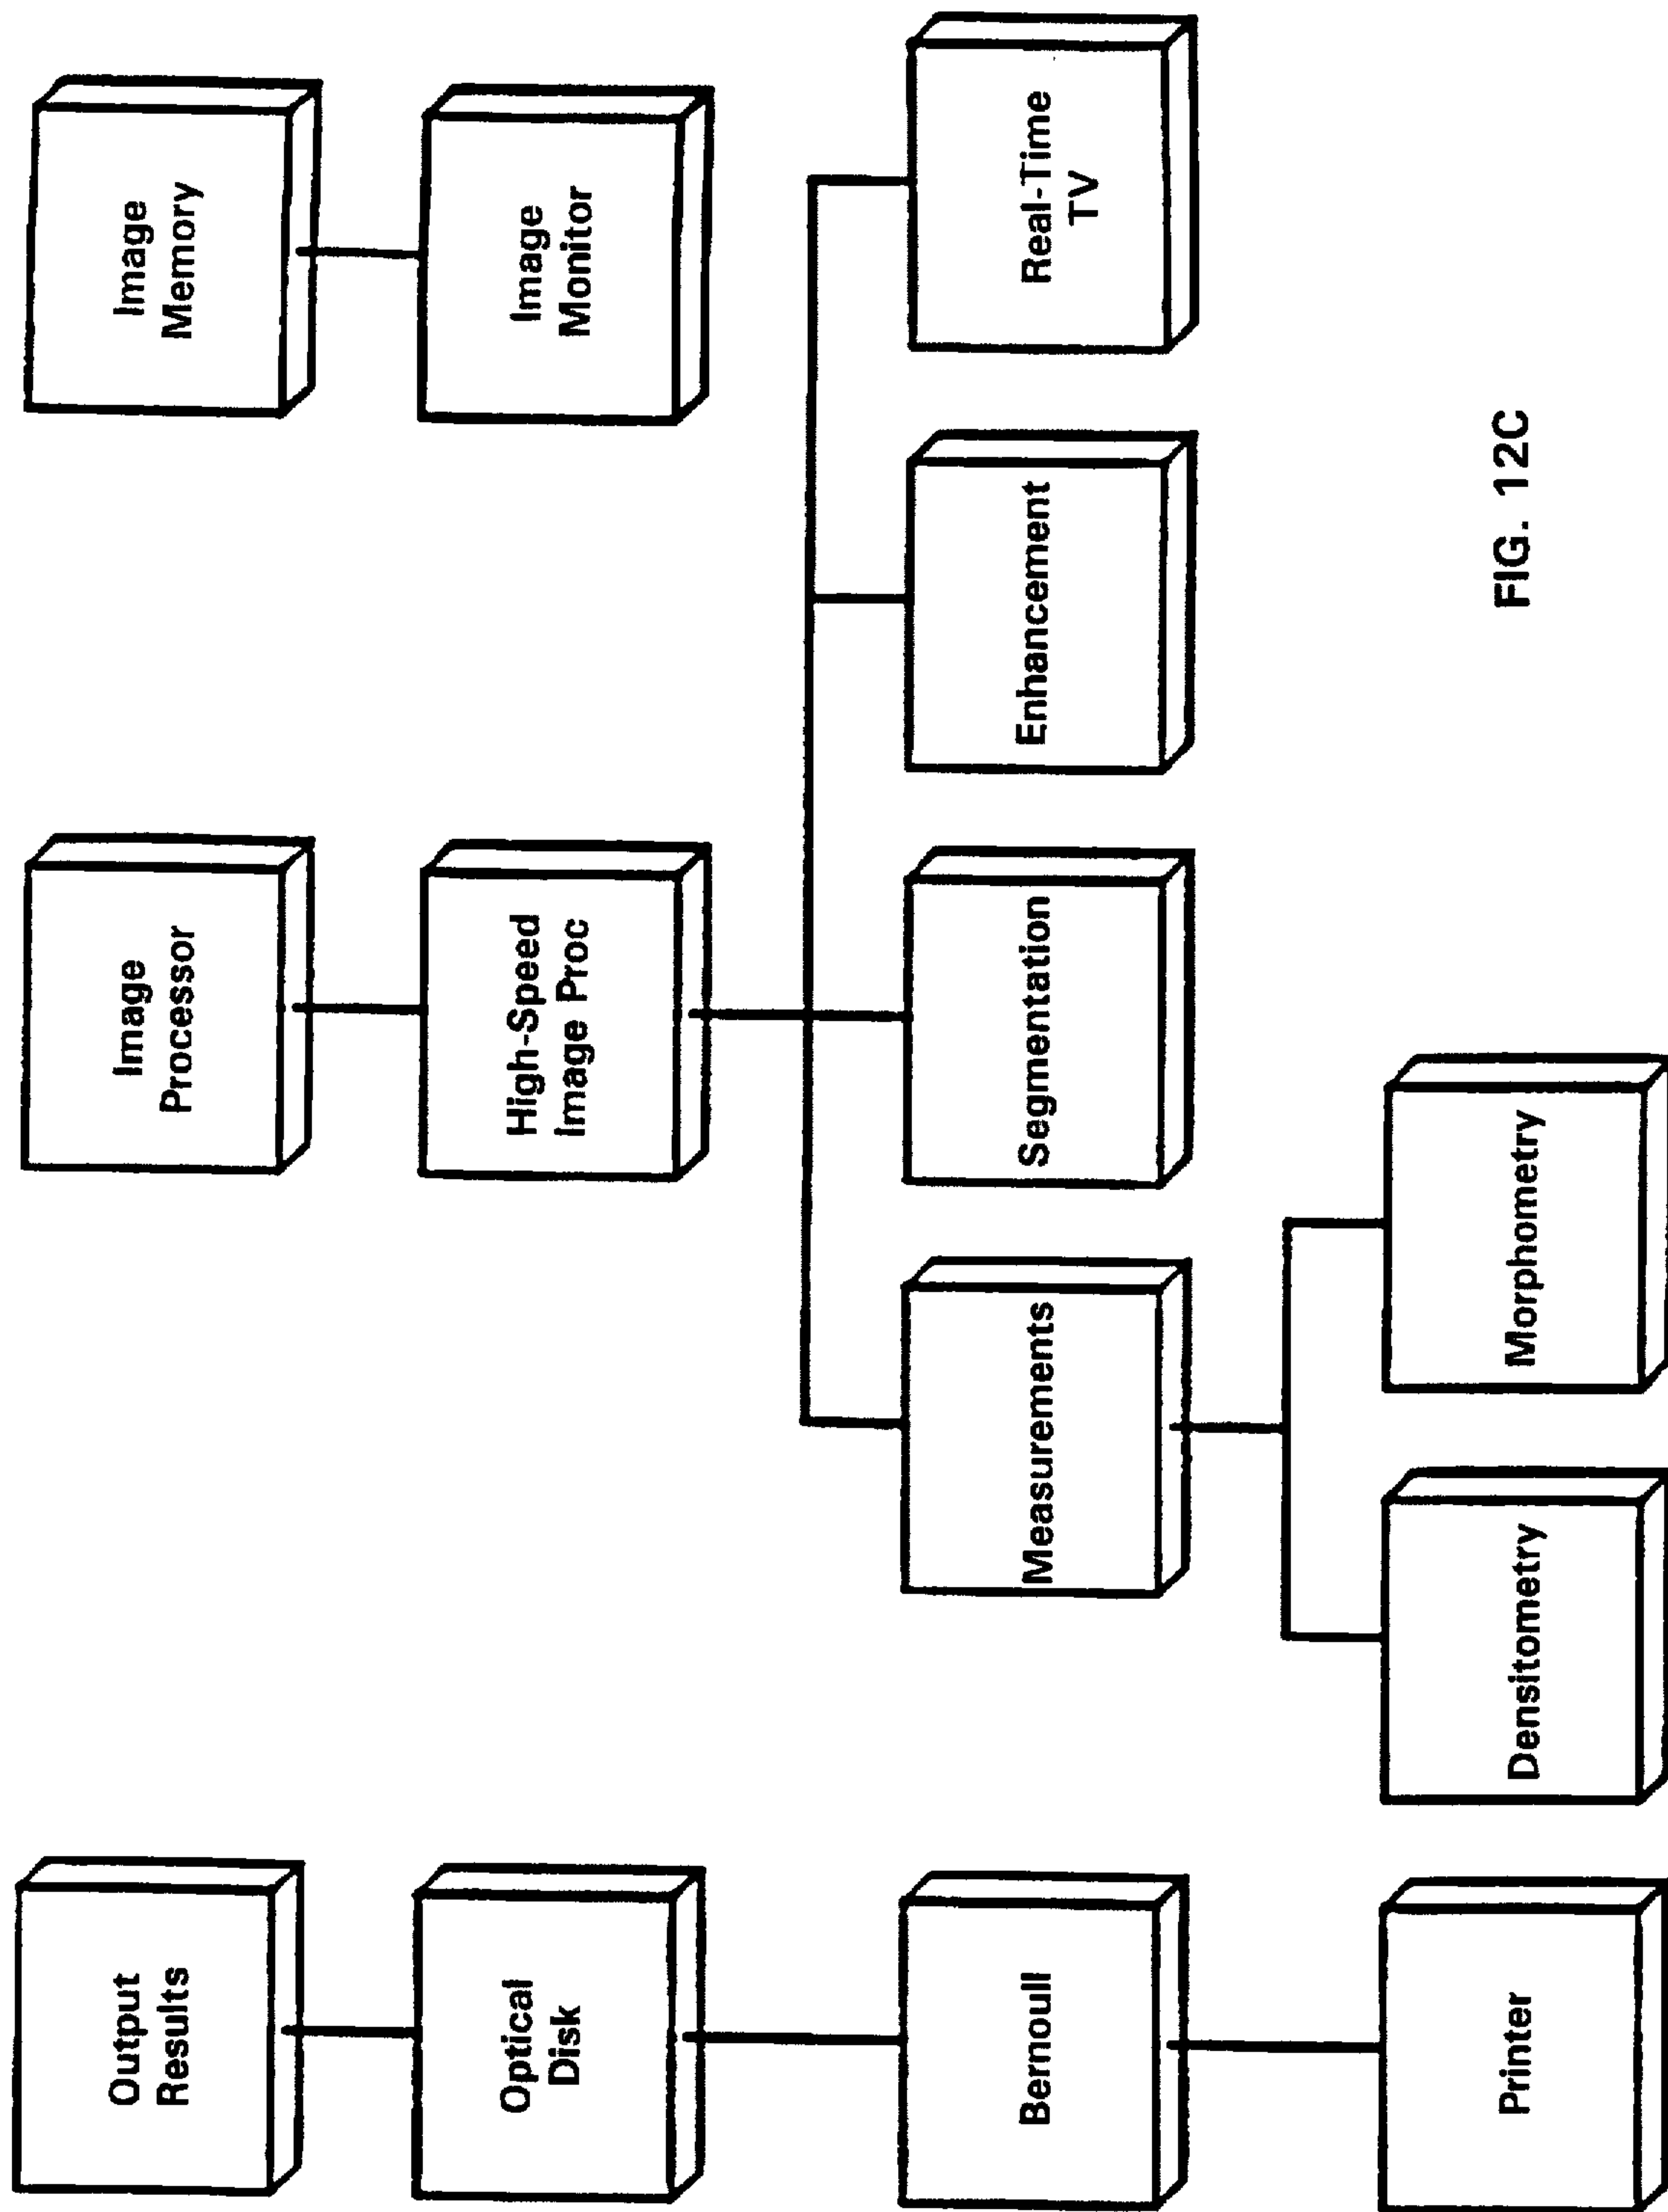 Output
Results
Image
Processor
Image
Memory
Optical
Disk
High-Speed
Image Proc
Image
Monitor
Bernoull
Measurements
Segmentation
Enhancement
Real-Time
TV
Printer
Densitometry
Morphometry
FIG. 12C